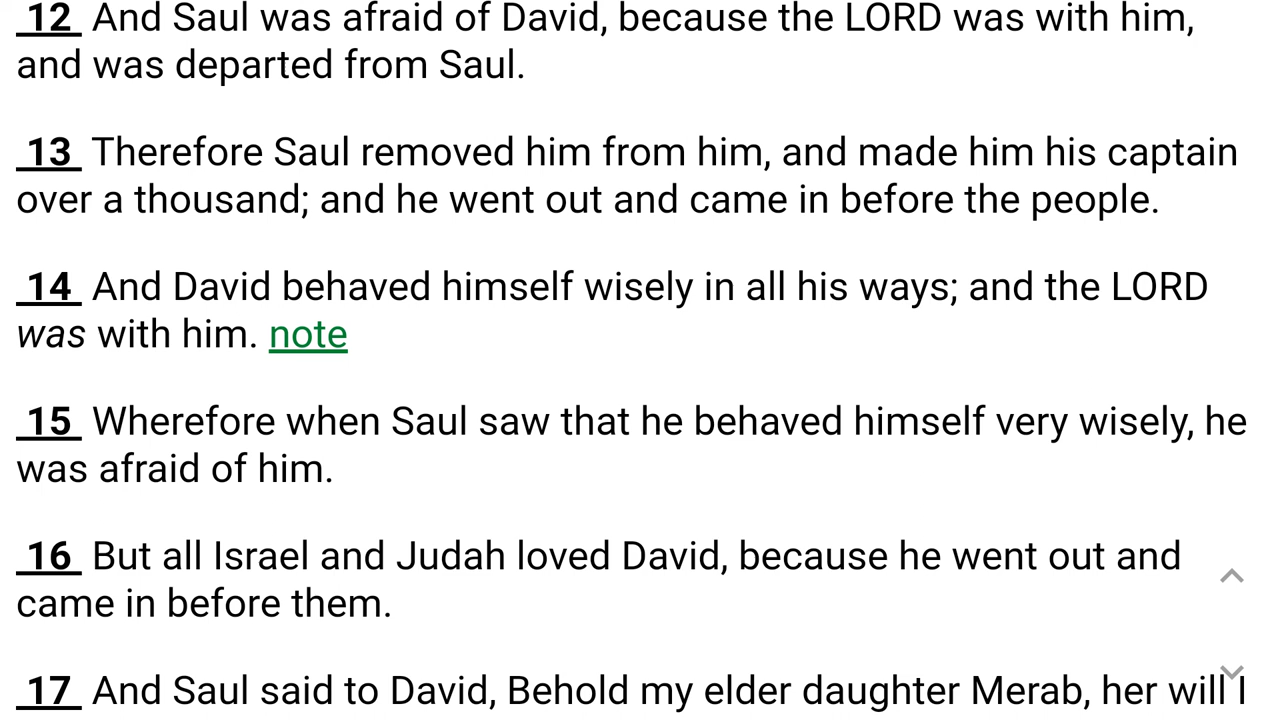 12 And Saul was afraid of David, because the LORD was with him,
and was departed from Saul.
13 Therefore Saul removed him from him, and made him his captain
over a thousand; and he went out and came in before the people.
14 And David behaved himself wisely in all his ways; and the LORD
was with him. note
15 Wherefore when Saul saw that he behaved himself very wisely, he
was afraid of him.
16 But all Israel and Judah loved David, because he went out and
came in before them.
17 And Saul said to David, Behold my elder daughter Merab, her will I